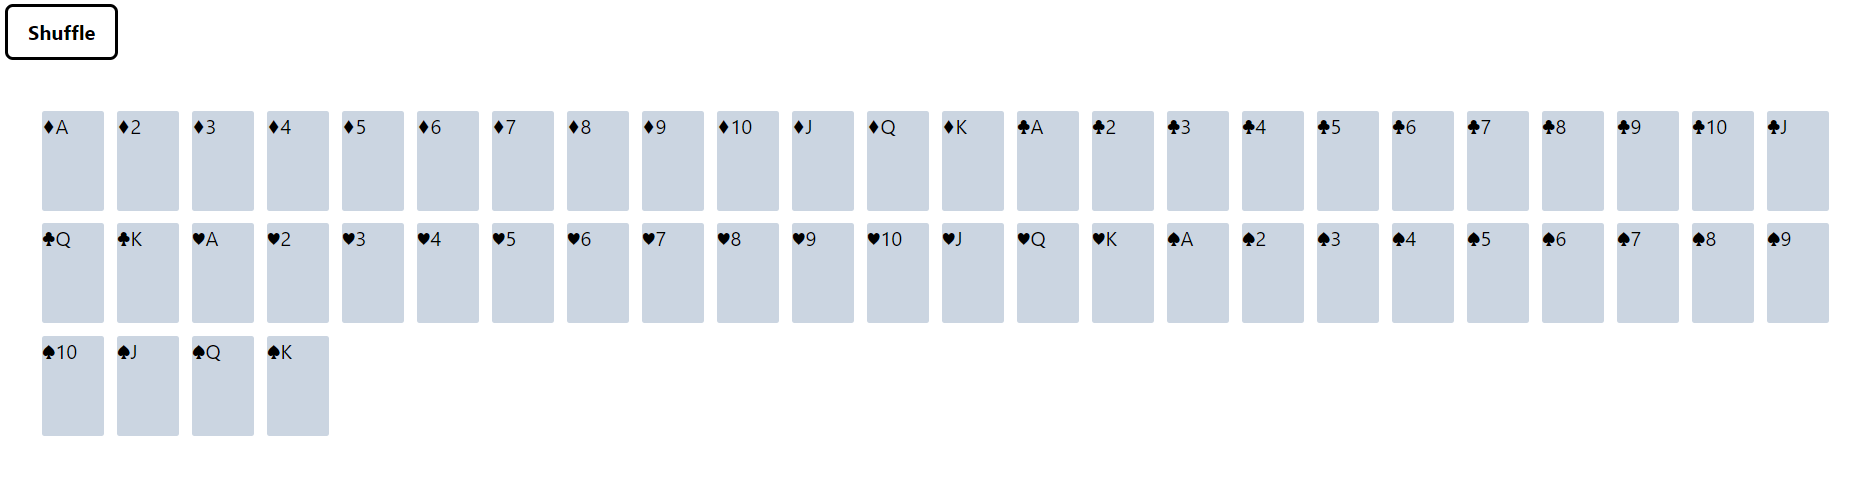 Shuffle
♦A ♦2 ♦3 ♦4 ♦5 ♦6 ♦7 ♦8 ♦9 ♦10 ♦J ♦Q ♦K ♣A ♣2 ♣3 ♣4 ♣5 ♣6 ♣7 ♣8 ♣9 ♣10 ♣J
♣Q ♣K ♥A ♥2 ♥3 ♥4 ♥5 ♥6 ♥7 ♥8 ♥9 ♥10 ♥J ♥Q ♥K ♠A ♠2 ♠3 ♠4 ♠5 ♠6 ♠7 ♠8 ♠9
♠10 ♠J ♠Q ♠K